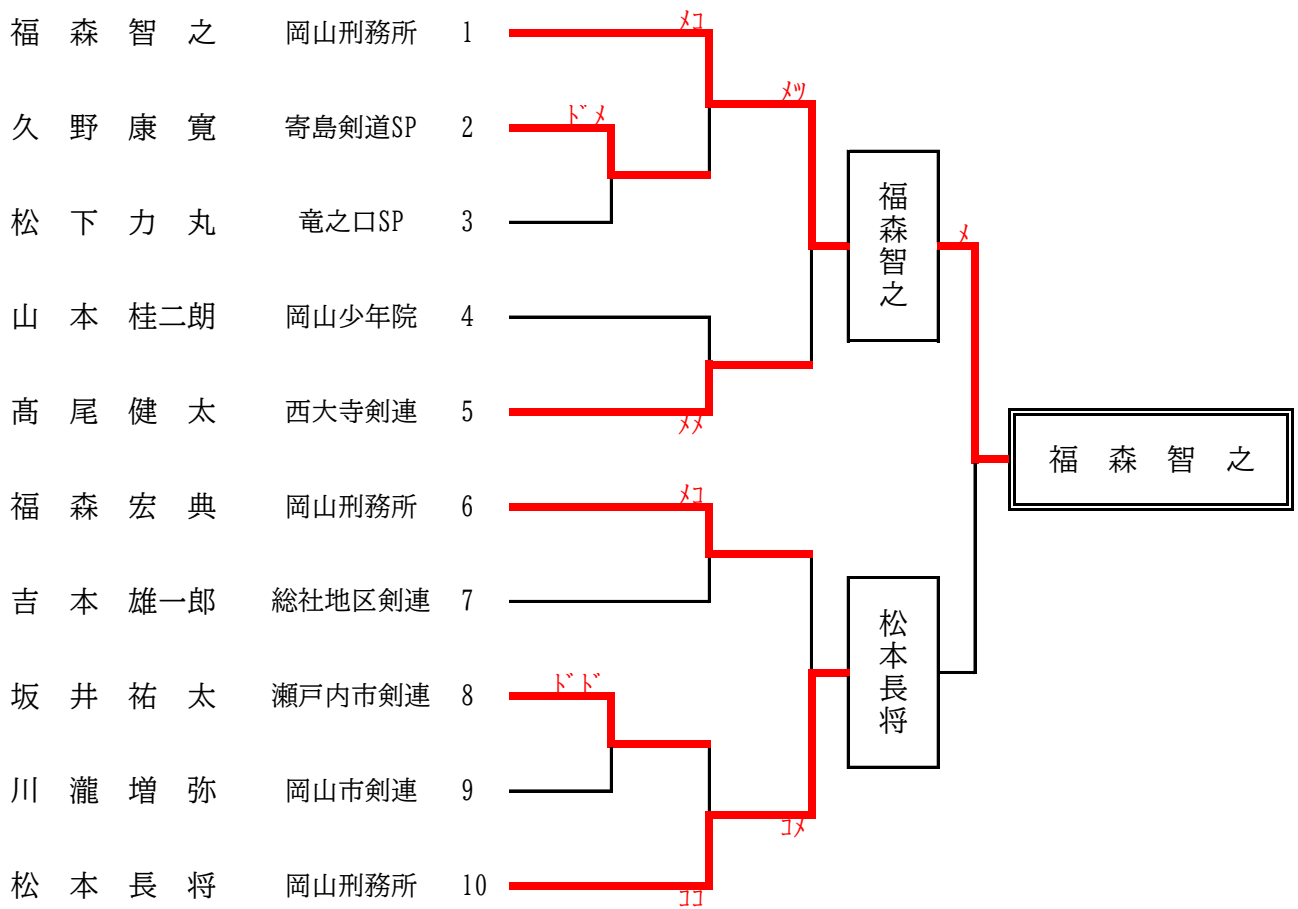 福森智之 岡山刑務所 1
ﾒｺ
ﾒﾂ
ﾄﾞﾒ
久野康寛 寄島剣道SP 2
福森智之
松下力丸 竜之口SP 3
ﾒ
山本桂二朗 岡山少年院 4
髙尾健太 西大寺剣連 5
ﾒﾒ
福森智之
福森宏典 岡山刑務所 6
ﾒｺ
吉本雄一郎 総社地区剣連 7
松本長将
坂井祐太 瀬戸内市剣連 8
ﾄﾞﾄﾞ
川瀧増弥 岡山市剣連 9
ｺﾒ
松本長将 岡山刑務所 10
ｺｺ